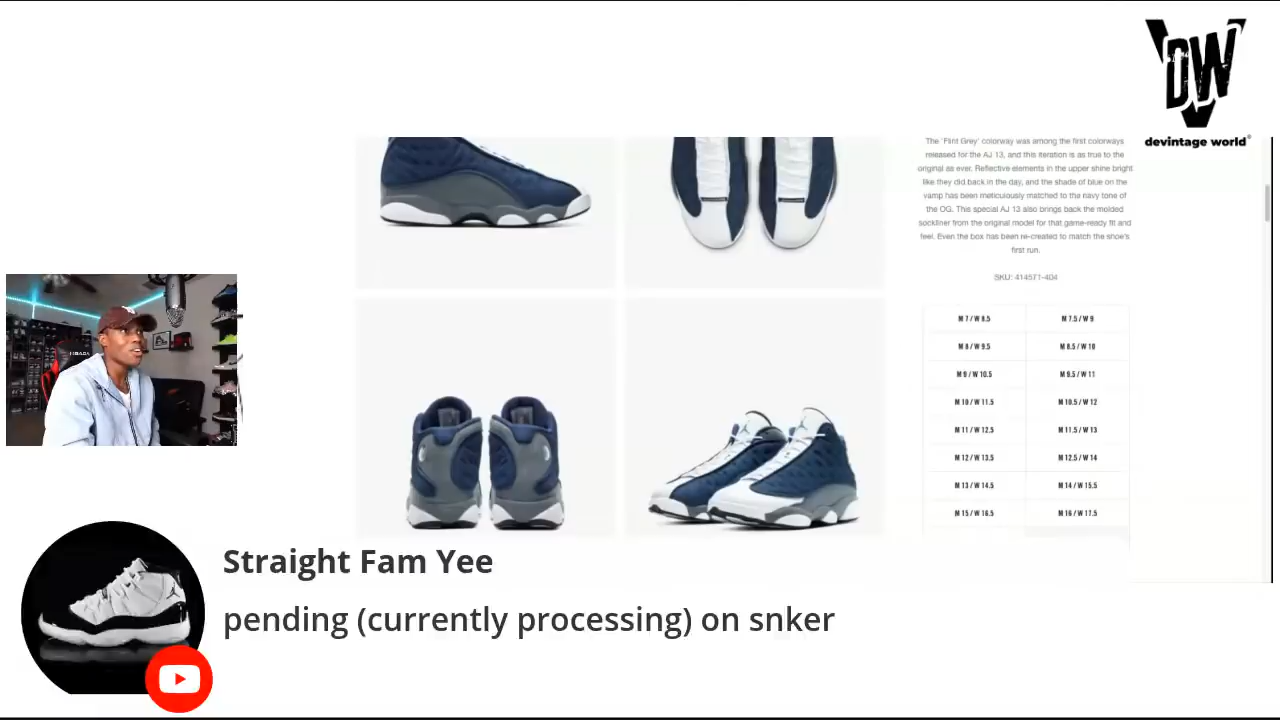 DW
devintage world®
The 'Flint Grey' colorway was among the first colorways
released for the AJ 13, and this iteration is as true to the
original as ever. Reflective elements in the upper shine bright
like they did back in the day, and the shade of blue on the
vamp has been meticulously matched to the navy tone of
the OG. This special AJ 13 also brings back the molded
sockliner from the original model for that game-ready fit and
feel. Even the box has been re-created to match the shoe's
first run.
SKU: 414571-404
M 7 / W 8.5 M 7.5 / W 9
M 8 / W 9.5 M 8.5 / W 10
M 9 / W 10.5 M 9.5 / W 11
M 10 / W 11.5 M 10.5 / W 12
M 11 / W 12.5 M 11.5 / W 13
M 12 / W 13.5 M 12.5 / W 14
M 13 / W 14.5 M 14 / W 15.5
M 15 / W 16.5 M 16 / W 17.5
Straight Fam Yee
pending (currently processing) on snker